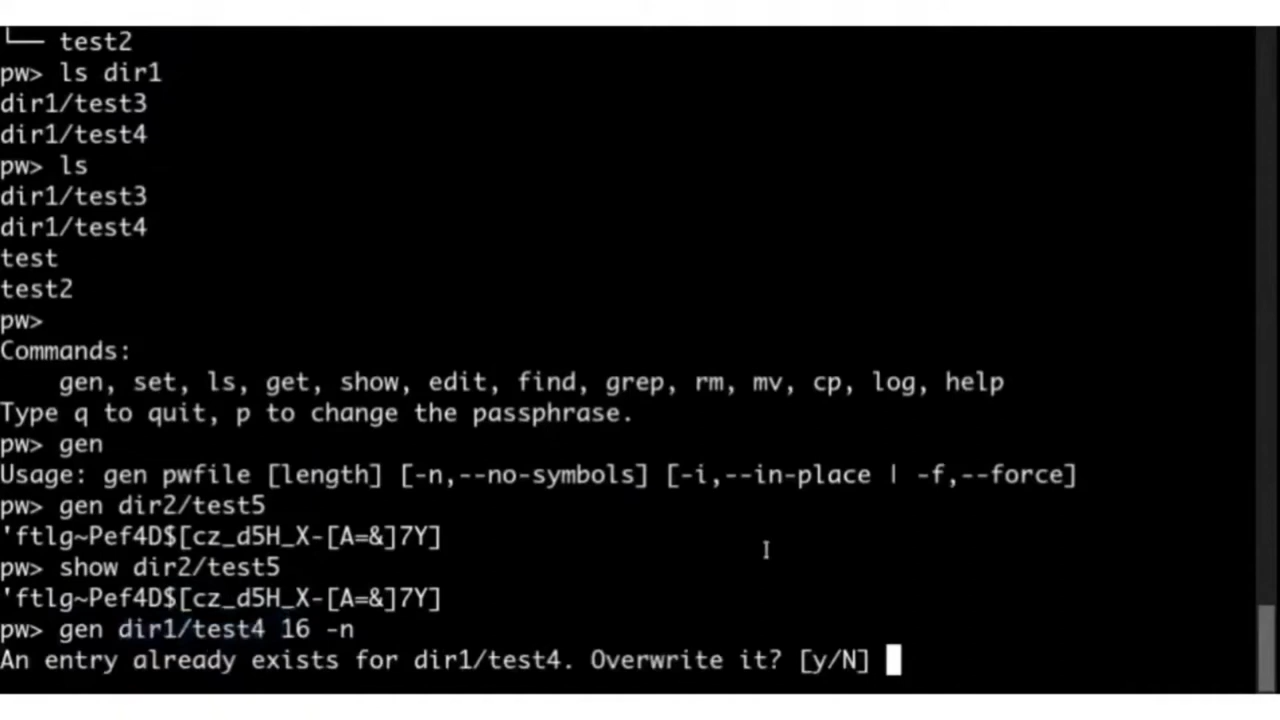 └── test2
pw> ls dir1
dir1/test3
dir1/test4
pw> ls
dir1/test3
dir1/test4
test
test2
pw>
Commands:
    gen, set, ls, get, show, edit, find, grep, rm, mv, cp, log, help
Type q to quit, p to change the passphrase.
pw> gen
Usage: gen pwfile [length] [-n,--no-symbols] [-i,--in-place | -f,--force]
pw> gen dir2/test5
'ftlg~Pef4D$[cz_d5H_X-[A=&]7Y]
pw> show dir2/test5
'ftlg~Pef4D$[cz_d5H_X-[A=&]7Y]
pw> gen dir1/test4 16 -n
An entry already exists for dir1/test4. Overwrite it? [y/N]